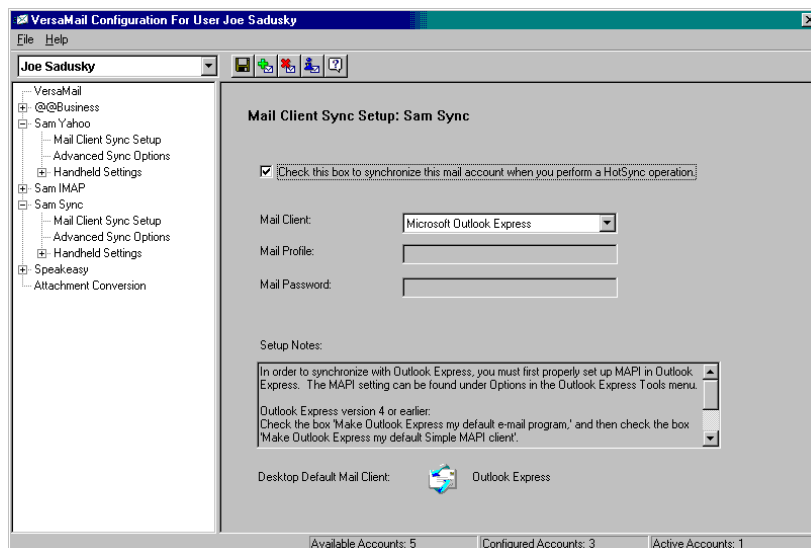 VersaMail Configuration For User Joe Sadusky
File Help
Joe Sadusky
VersaMail
@@Business
Sam Yahoo
Mail Client Sync Setup
Advanced Sync Options
Handheld Settings
Sam IMAP
Sam Sync
Mail Client Sync Setup
Advanced Sync Options
Handheld Settings
Speakeasy
Attachment Conversion
Mail Client Sync Setup: Sam Sync
Check this box to synchronize this mail account when you perform a HotSync operation.
Mail Client: Microsoft Outlook Express
Mail Profile:
Mail Password:
Setup Notes:
In order to synchronize with Outlook Express, you must first properly set up MAPI in Outlook
Express. The MAPI setting can be found under Options in the Outlook Express Tools menu.
Outlook Express version 4 or earlier:
Check the box 'Make Outlook Express my default e-mail program,' and then check the box
'Make Outlook Express my default Simple MAPI client'.
Desktop Default Mail Client: Outlook Express
Available Accounts: 5 Configured Accounts: 3 Active Accounts: 1